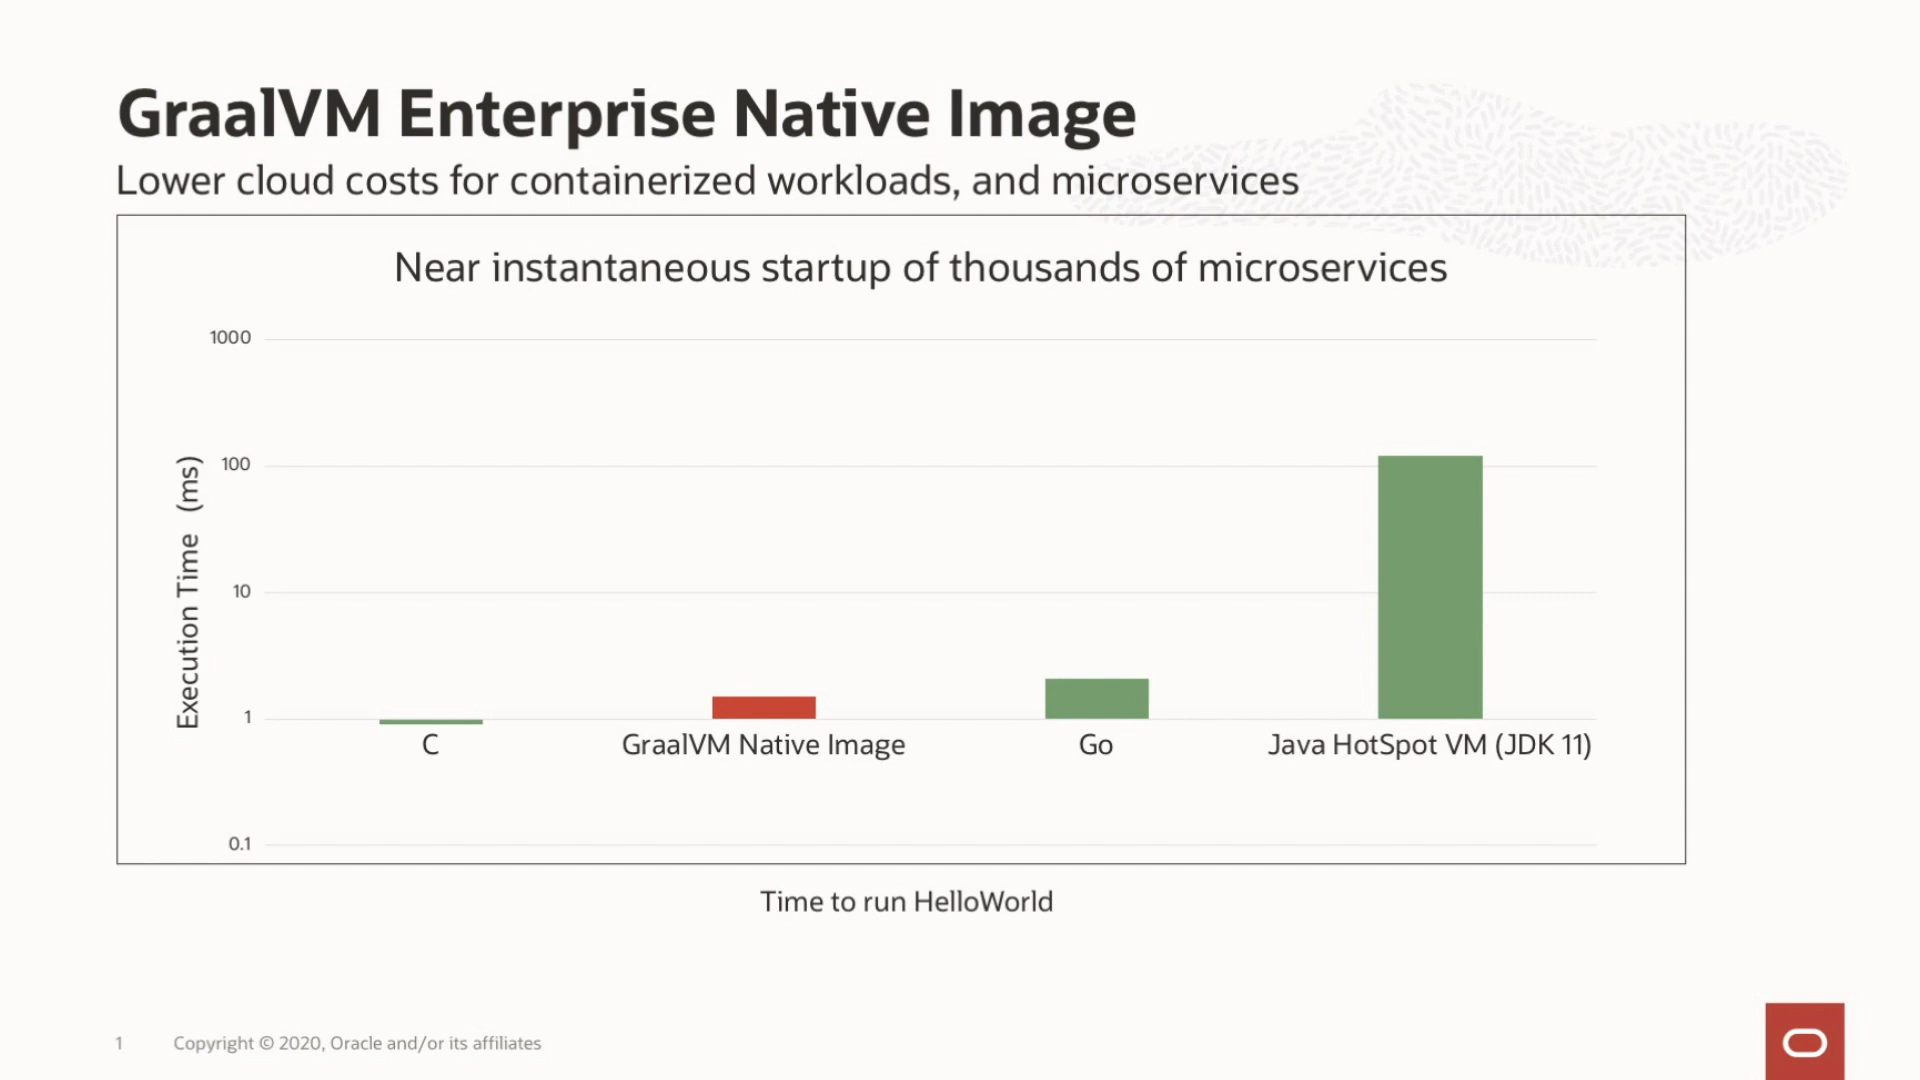 GraalVM Enterprise Native Image
Lower cloud costs for containerized workloads, and microservices
Near instantaneous startup of thousands of microservices
1000
100
10
1
0.1
Execution Time (ms)
C
GraalVM Native Image
Go
Java HotSpot VM (JDK 11)
Time to run HelloWorld
1
Copyright © 2020, Oracle and/or its affiliates